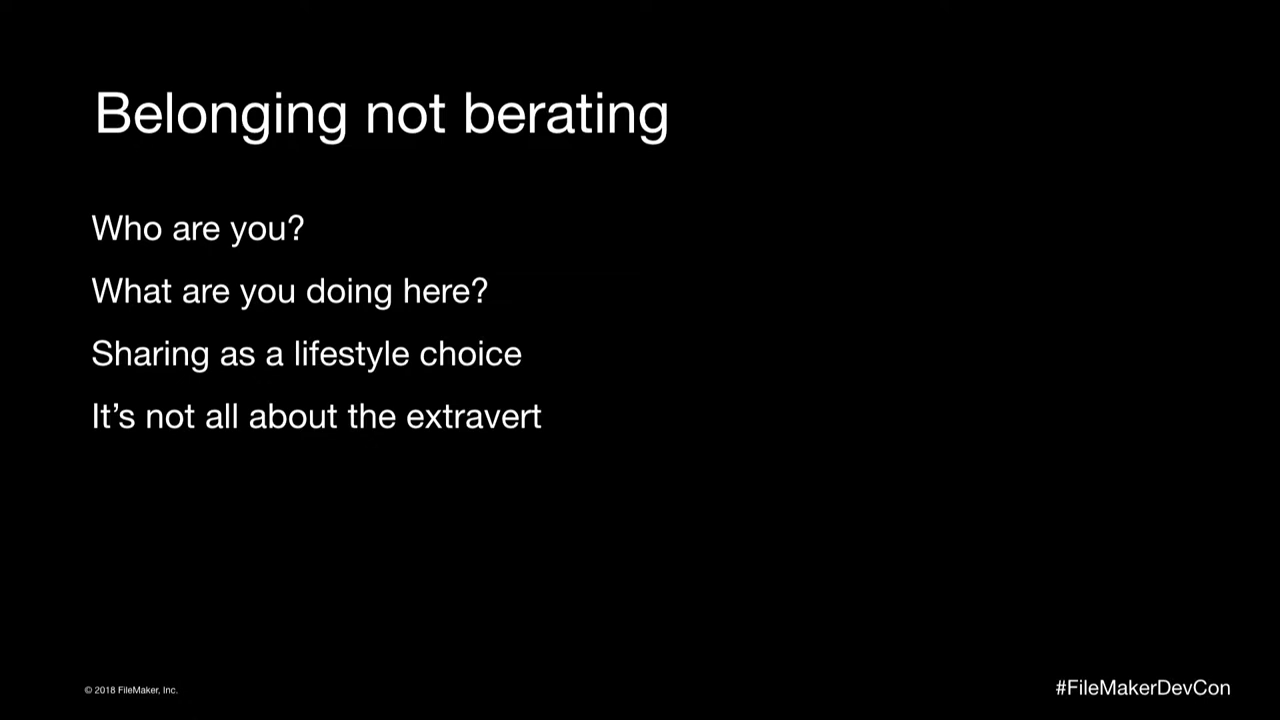 Belonging not berating
Who are you?
What are you doing here?
Sharing as a lifestyle choice
It’s not all about the extravert
© 2018 FileMaker, Inc.
#FileMakerDevCon